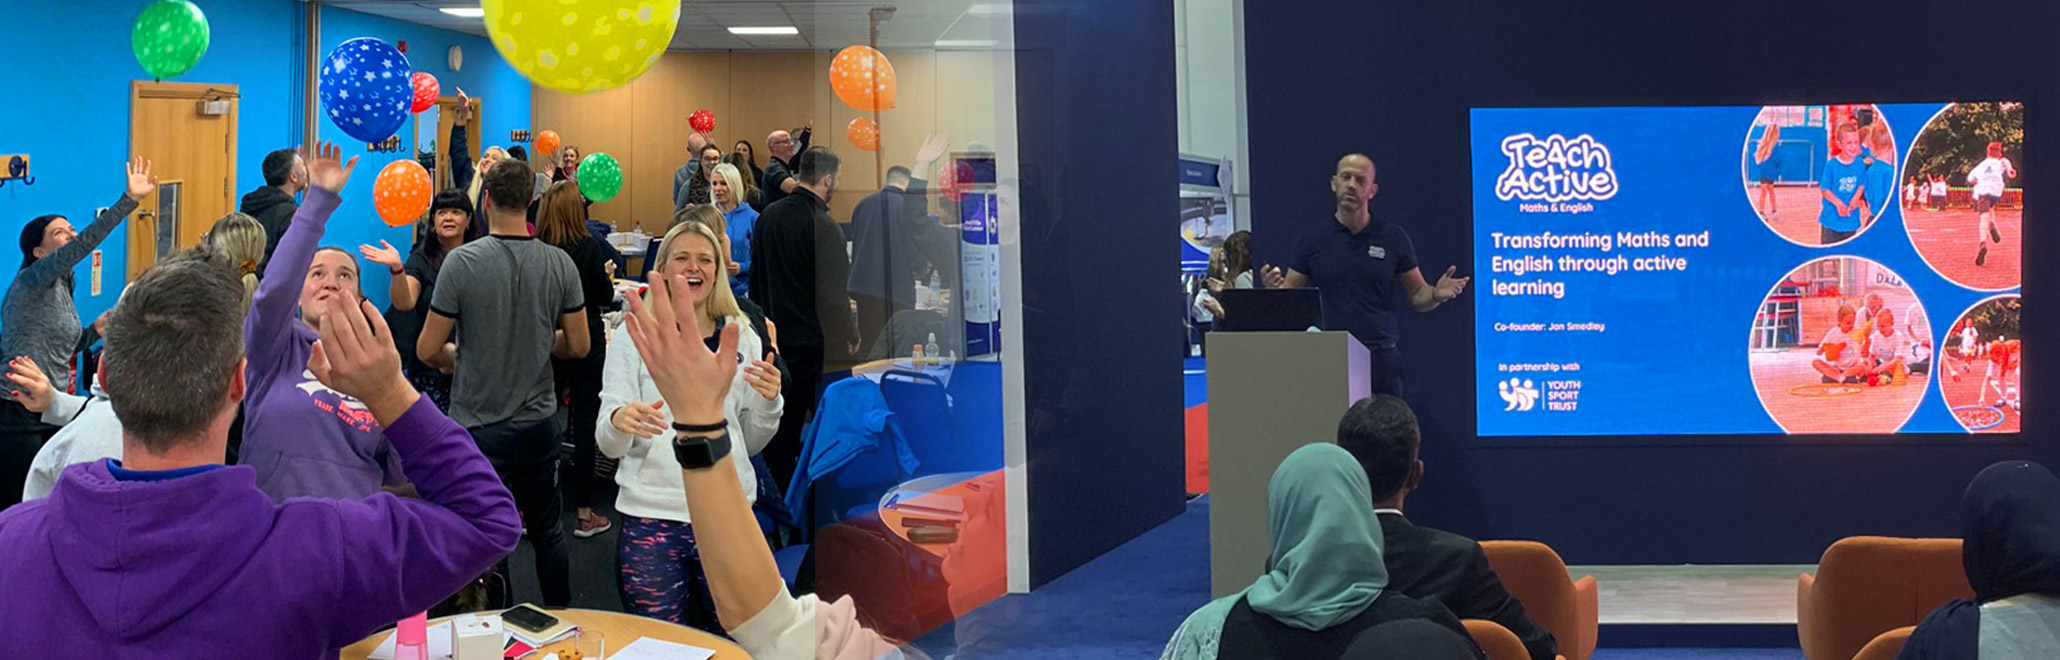 Te4ch
Active
Maths & English
Transforming Maths and
English through active
learning
Co-founder: Jon Smedley
In partnership with
YOUTH
SPORT
TRUST